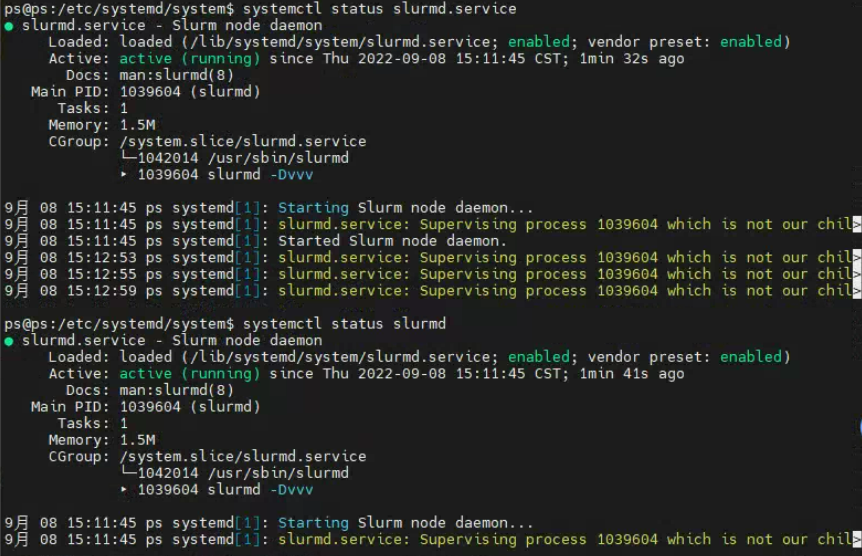 ps@ps:/etc/systemd/system$ systemctl status slurmd.service
● slurmd.service - Slurm node daemon
     Loaded: loaded (/lib/systemd/system/slurmd.service; enabled; vendor preset: enabled)
     Active: active (running) since Thu 2022-09-08 15:11:45 CST; 1min 32s ago
       Docs: man:slurmd(8)
   Main PID: 1039604 (slurmd)
      Tasks: 1
     Memory: 1.5M
     CGroup: /system.slice/slurmd.service
             └─1042014 /usr/sbin/slurmd
             ‣ 1039604 slurmd -Dvvv
9月 08 15:11:45 ps systemd[1]: Starting Slurm node daemon...
9月 08 15:11:45 ps systemd[1]: slurmd.service: Supervising process 1039604 which is not our chil>
9月 08 15:11:45 ps systemd[1]: Started Slurm node daemon.
9月 08 15:12:53 ps systemd[1]: slurmd.service: Supervising process 1039604 which is not our chil>
9月 08 15:12:55 ps systemd[1]: slurmd.service: Supervising process 1039604 which is not our chil>
9月 08 15:12:59 ps systemd[1]: slurmd.service: Supervising process 1039604 which is not our chil>
ps@ps:/etc/systemd/system$ systemctl status slurmd
● slurmd.service - Slurm node daemon
     Loaded: loaded (/lib/systemd/system/slurmd.service; enabled; vendor preset: enabled)
     Active: active (running) since Thu 2022-09-08 15:11:45 CST; 1min 41s ago
       Docs: man:slurmd(8)
   Main PID: 1039604 (slurmd)
      Tasks: 1
     Memory: 1.5M
     CGroup: /system.slice/slurmd.service
             └─1042014 /usr/sbin/slurmd
             ‣ 1039604 slurmd -Dvvv
9月 08 15:11:45 ps systemd[1]: Starting Slurm node daemon...
9月 08 15:11:45 ps systemd[1]: slurmd.service: Supervising process 1039604 which is not our chil>